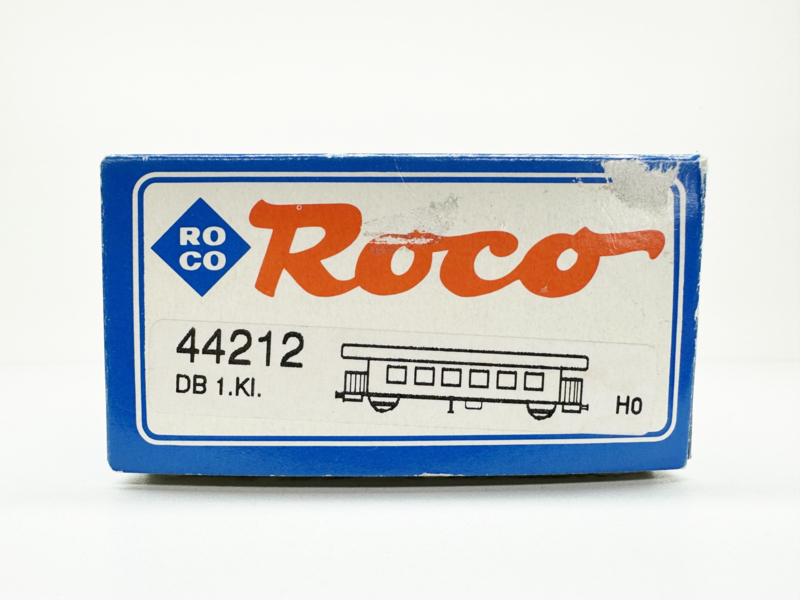 RO
CO
Roco
44212
DB 1.Kl.
H0